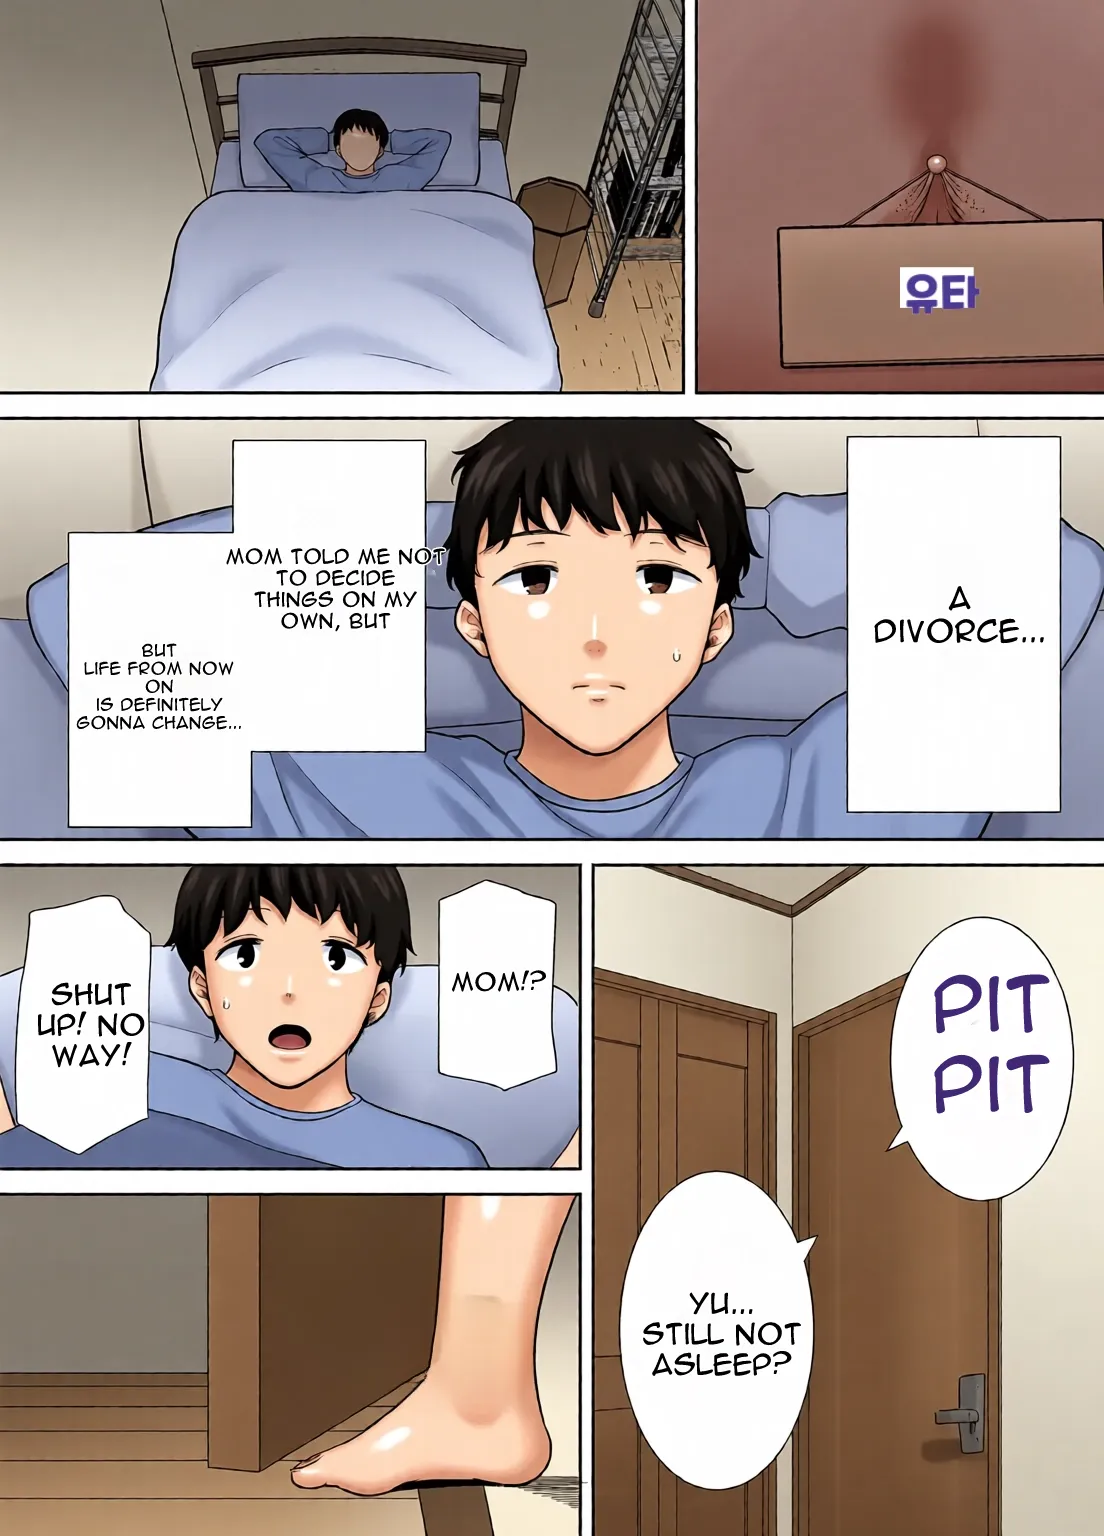 유타
A
DIVORCE...
MOM TOLD ME NOT
TO DECIDE
THINGS ON MY
OWN, BUT
BUT
LIFE FROM NOW
ON
IS DEFINITELY
GONNA CHANGE...
PIT
PIT
YU...
STILL NOT
ASLEEP?
MOM!?
SHUT
UP! NO
WAY!